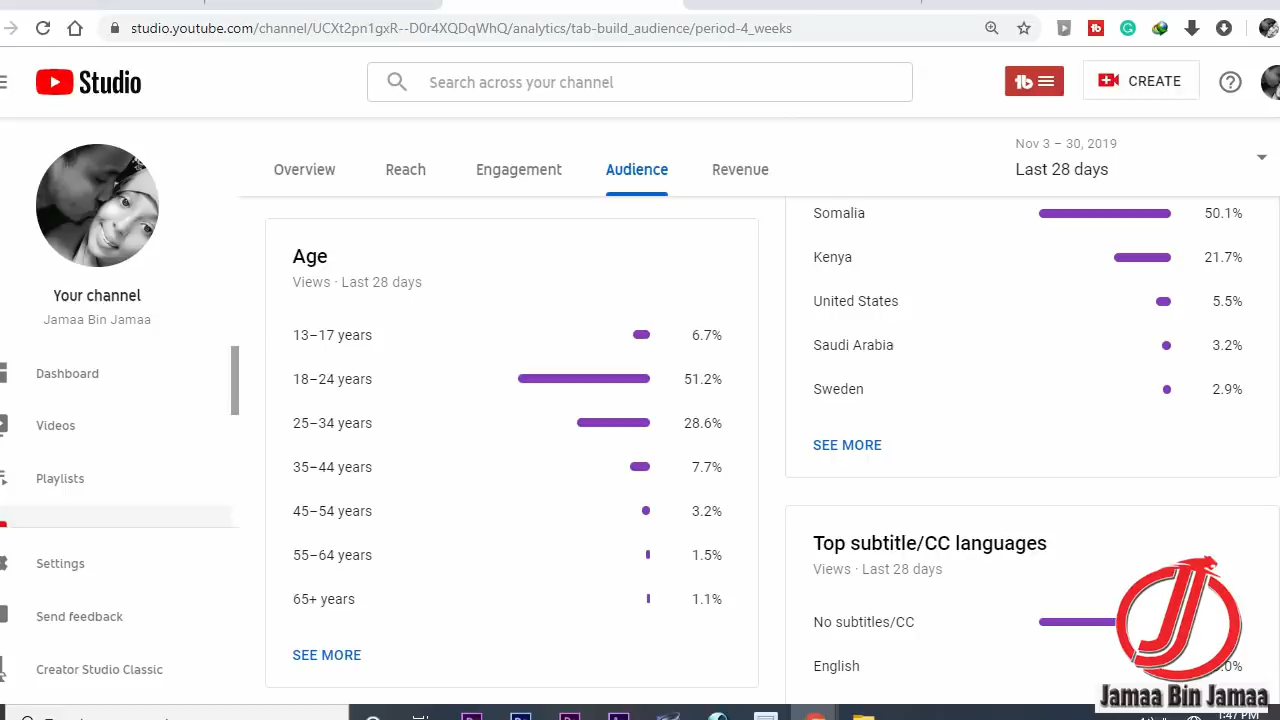 studio.youtube.com/channel/UCXt2pn1gxR--D0r4XQDqWhQ/analytics/tab-build_audience/period-4_weeks
Studio
Search across your channel
CREATE
Your channel
Jamaa Bin Jamaa
Dashboard
Videos
Playlists
Settings
Send feedback
Creator Studio Classic
Overview
Reach
Engagement
Audience
Revenue
Nov 3 – 30, 2019
Last 28 days
Age
Views · Last 28 days
13–17 years 6.7%
18–24 years 51.2%
25–34 years 28.6%
35–44 years 7.7%
45–54 years 3.2%
55–64 years 1.5%
65+ years 1.1%
SEE MORE
Somalia 50.1%
Kenya 21.7%
United States 5.5%
Saudi Arabia 3.2%
Sweden 2.9%
SEE MORE
Top subtitle/CC languages
Views · Last 28 days
No subtitles/CC
English
Jamaa Bin Jamaa
1:47 PM